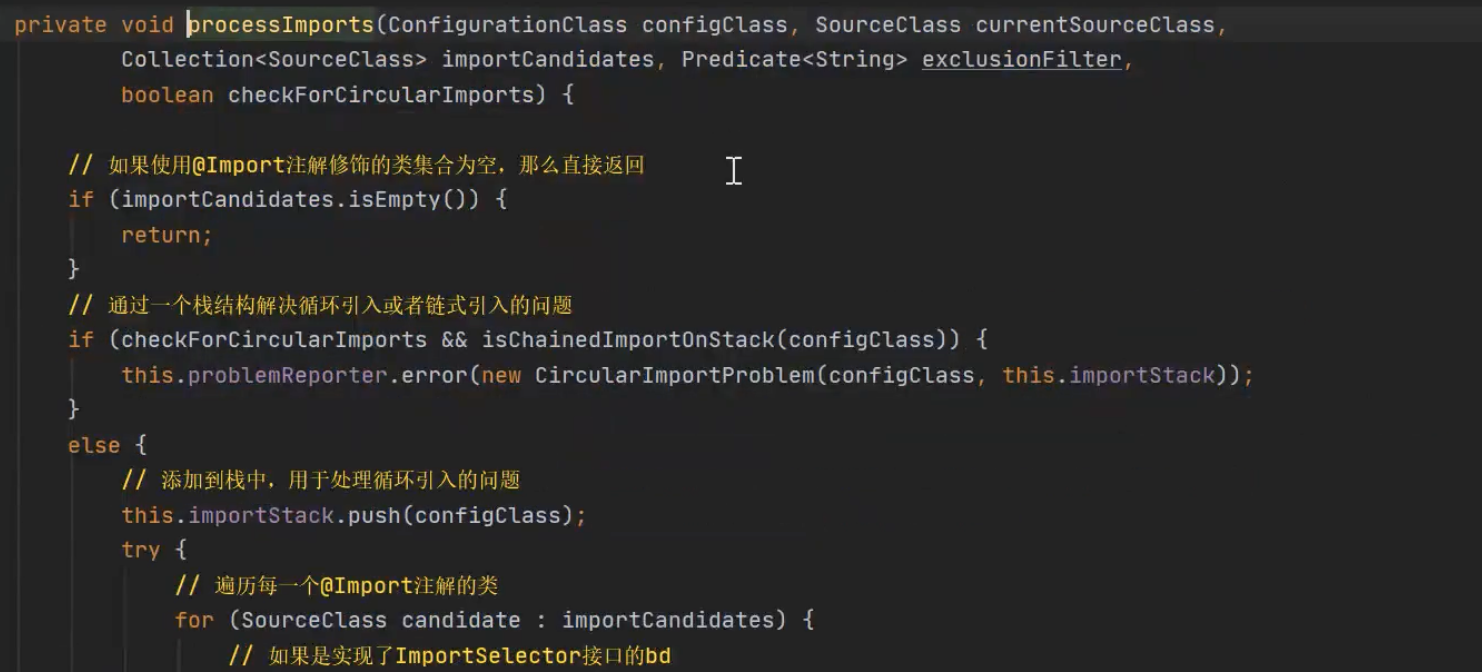 private void processImports(ConfigurationClass configClass, SourceClass currentSourceClass,
Collection<SourceClass> importCandidates, Predicate<String> exclusionFilter,
boolean checkForCircularImports) {
// 如果使用@Import注解修饰的类集合为空，那么直接返回
if (importCandidates.isEmpty()) {
return;
}
// 通过一个栈结构解决循环引入或者链式引入的问题
if (checkForCircularImports && isChainedImportOnStack(configClass)) {
this.problemReporter.error(new CircularImportProblem(configClass, this.importStack));
}
else {
// 添加到栈中，用于处理循环引入的问题
this.importStack.push(configClass);
try {
// 遍历每一个@Import注解的类
for (SourceClass candidate : importCandidates) {
// 如果是实现了ImportSelector接口的bd